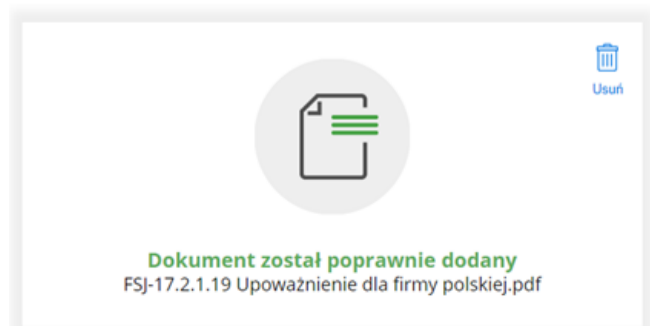 Usuń
Dokument został poprawnie dodany
FSJ-17.2.1.19 Upoważnienie dla firmy polskiej.pdf